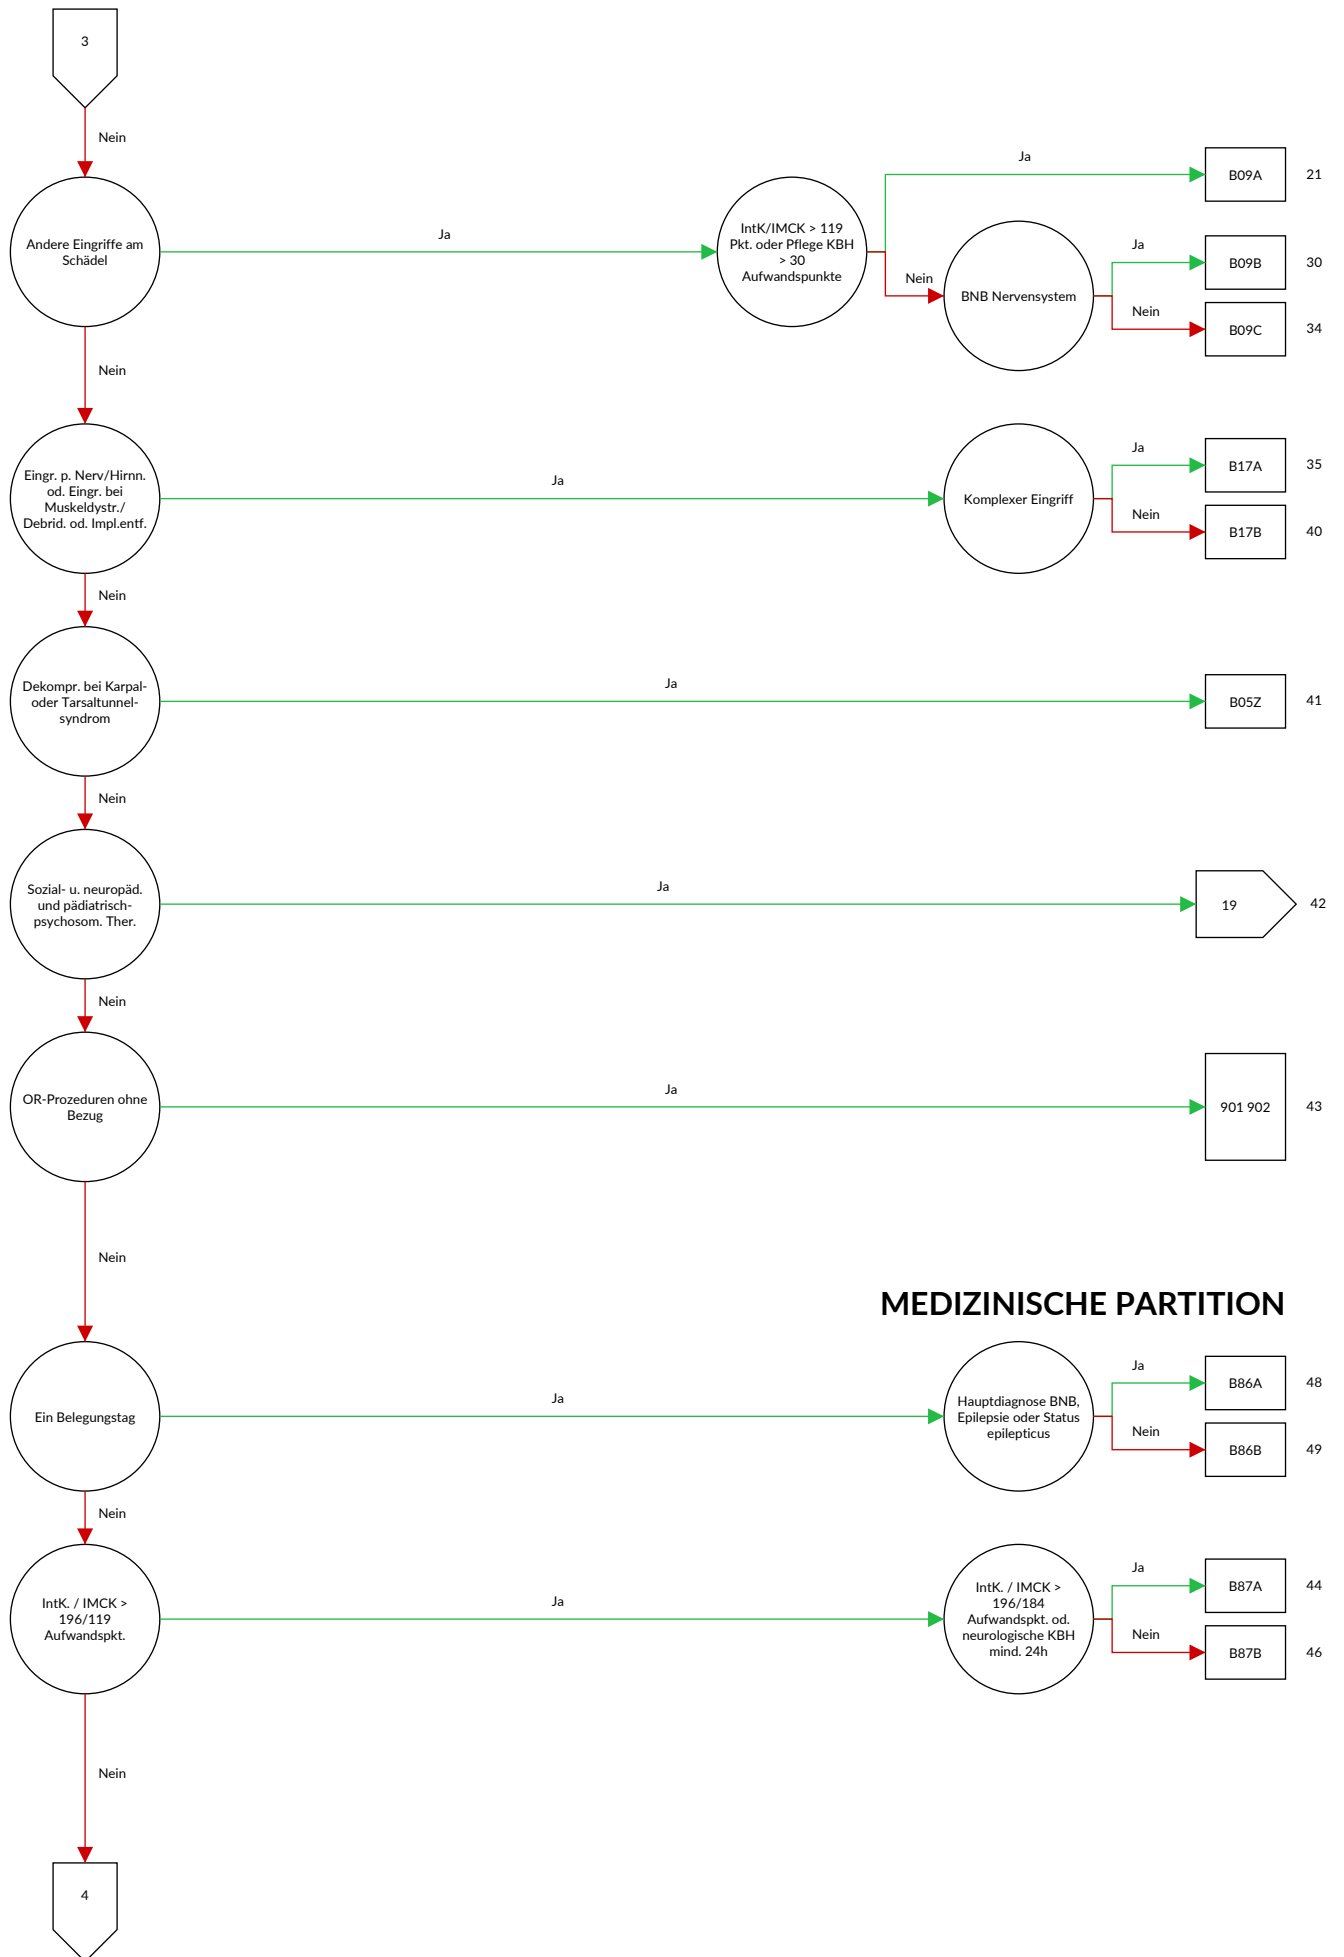 3
Nein
Ja
B09A
21
Andere Eingriffe am
Schädel
Ja
IntK/IMCK > 119
Pkt. oder Pflege KBH
> 30
Aufwandspunkte
Nein
BNB Nervensystem
Ja
B09B
30
Nein
B09C
34
Nein
Eingr. p. Nerv/Hirnn.
od. Eingr. bei
Muskeldystr./
Debrid. od. Impl.entf.
Ja
Komplexer Eingriff
Ja
B17A
35
Nein
B17B
40
Nein
Dekompr. bei Karpal-
oder Tarsaltunnel-
syndrom
Ja
B05Z
41
Nein
Sozial- u. neuropäd.
und pädiatrisch-
psychosom. Ther.
Ja
19
42
Nein
OR-Prozeduren ohne
Bezug
Ja
901 902
43
Nein
MEDIZINISCHE PARTITION
Ein Belegungstag
Ja
Hauptdiagnose BNB,
Epilepsie oder Status
epilepticus
Ja
B86A
48
Nein
B86B
49
Nein
IntK. / IMCK >
196/119
Aufwandspkt.
Ja
IntK. / IMCK >
196/184
Aufwandspkt. od.
neurologische KBH
mind. 24h
Ja
B87A
44
Nein
B87B
46
Nein
4